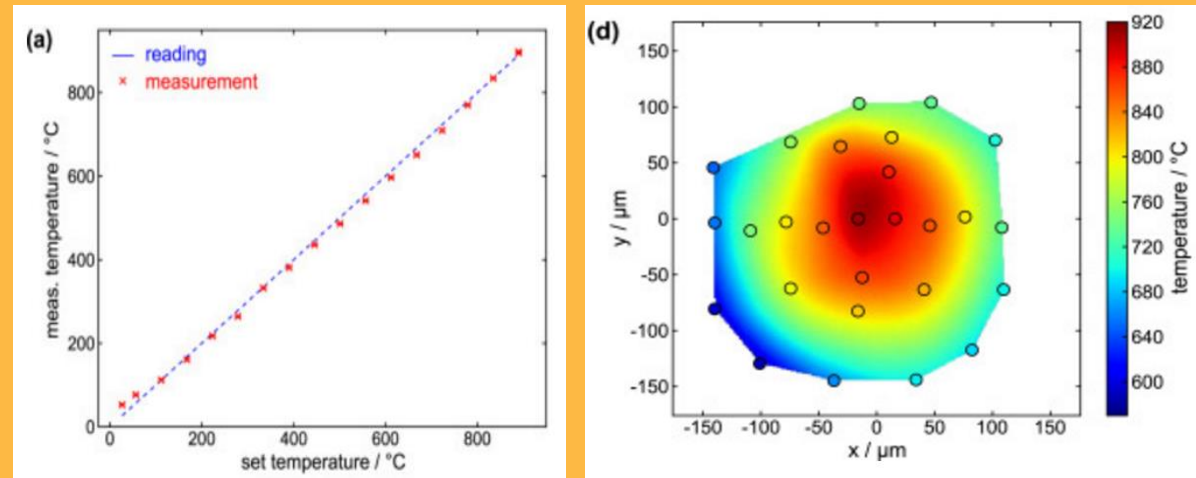 (a)
reading
measurement
meas. temperature / °C
800
600
400
200
0
0 200 400 600 800
set temperature / °C
(d)
y / µm
150
100
50
0
-50
-100
-150
-150 -100 -50 0 50 100 150
x / µm
920
880
840
800
760
720
680
640
600
temperature / °C